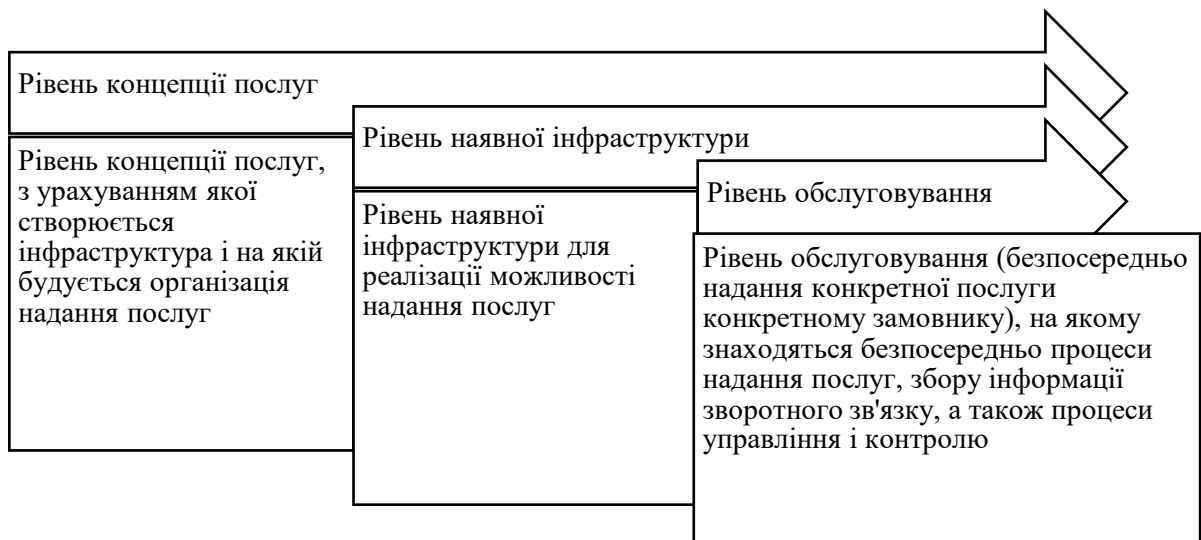 Рівень концепції послуг
Рівень концепції послуг,
з урахуванням якої
створюється
інфраструктура і на якій
будується організація
надання послуг
Рівень наявної інфраструктури
Рівень наявної
інфраструктури для
реалізації можливості
надання послуг
Рівень обслуговування
Рівень обслуговування (безпосередньо
надання конкретної послуги
конкретному замовнику), на якому
знаходяться безпосередньо процеси
надання послуг, збору інформації
зворотного зв'язку, а також процеси
управління і контролю